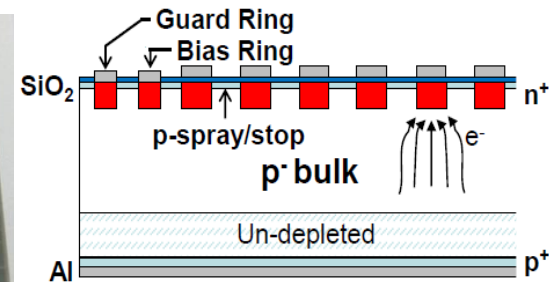 Guard Ring
Bias Ring
SiO₂
n⁺
p-spray/stop
e⁻
p⁻ bulk
Un-depleted
Al
p⁺